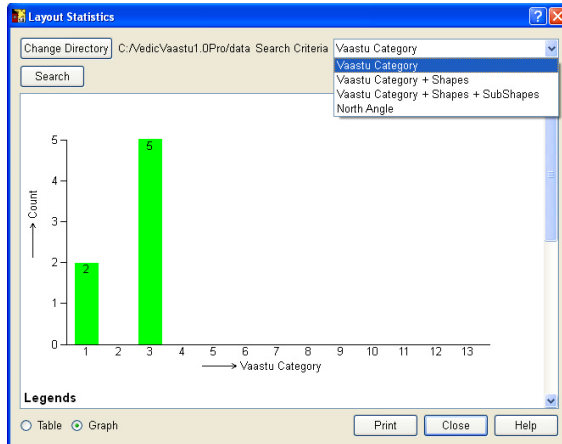 Layout Statistics
Change Directory C:/VedicVaastu1.0Pro/data Search Criteria Vaastu Category
Search
Vaastu Category
Vaastu Category + Shapes
Vaastu Category + Shapes + SubShapes
North Angle
5
4
3
2
1
0
Count
2
5
1 2 3 4 5 6 7 8 9 10 11 12 13
Vaastu Category
Legends
Table Graph Print Close Help